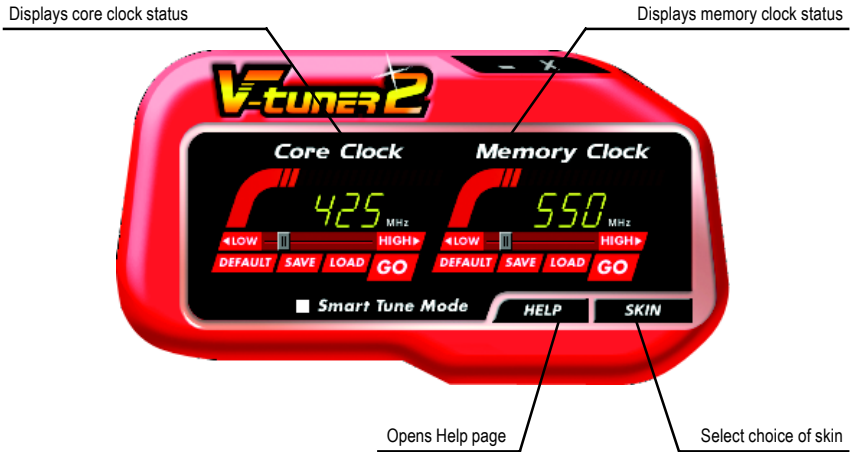 Displays core clock status
Displays memory clock status
V-TUNER 2
Core Clock
Memory Clock
425 MHz
550 MHz
LOW HIGH
LOW HIGH
DEFAULT SAVE LOAD GO
DEFAULT SAVE LOAD GO
Smart Tune Mode
HELP
SKIN
Opens Help page
Select choice of skin